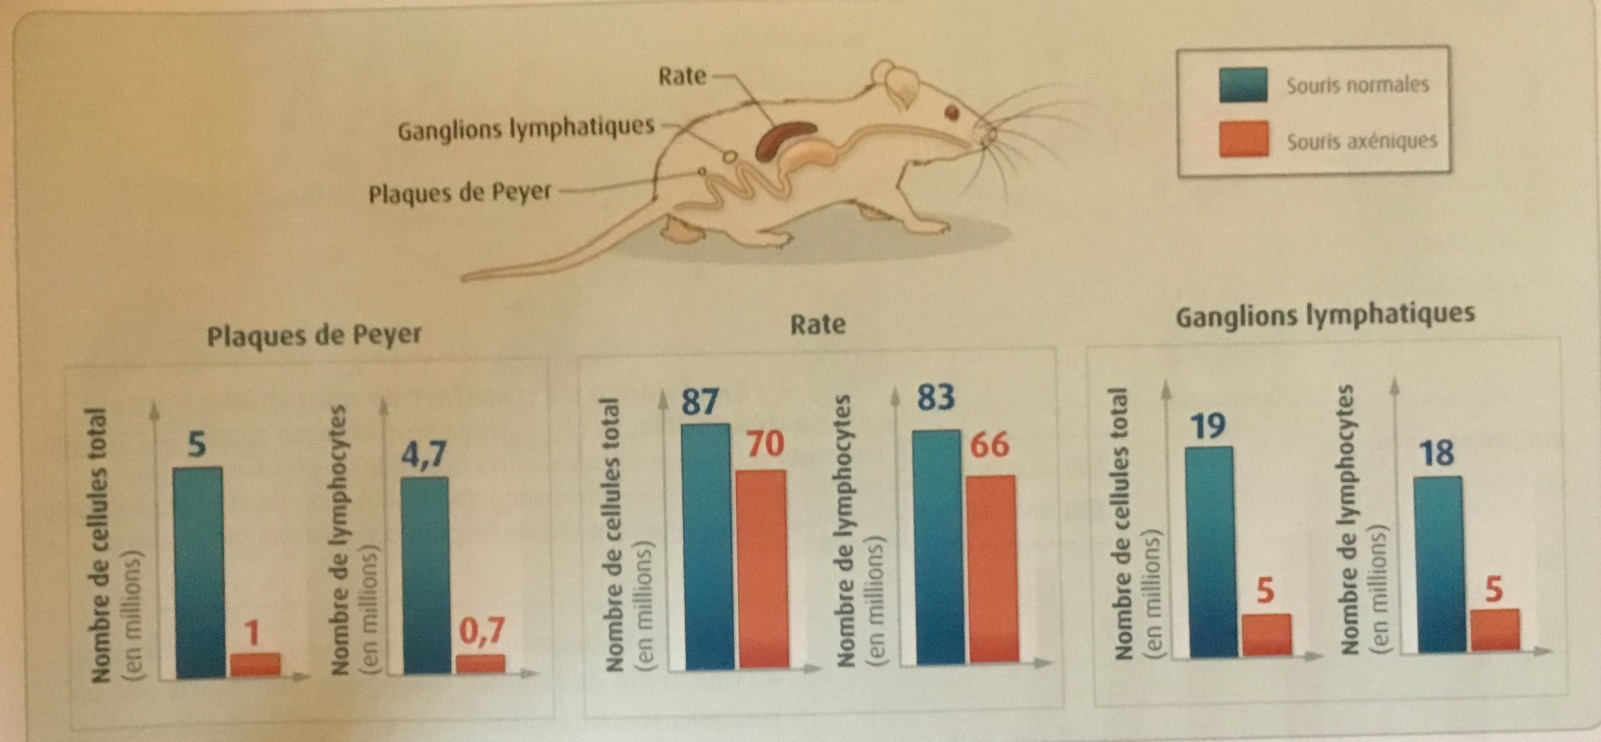 Rate
Ganglions lymphatiques
Plaques de Peyer
Souris normales
Souris axéniques
Plaques de Peyer
Nombre de cellules total
(en millions)
5
1
Nombre de lymphocytes
(en millions)
4,7
0,7
Rate
Nombre de cellules total
(en millions)
87
70
Nombre de lymphocytes
(en millions)
83
66
Ganglions lymphatiques
Nombre de cellules total
(en millions)
19
5
Nombre de lymphocytes
(en millions)
18
5